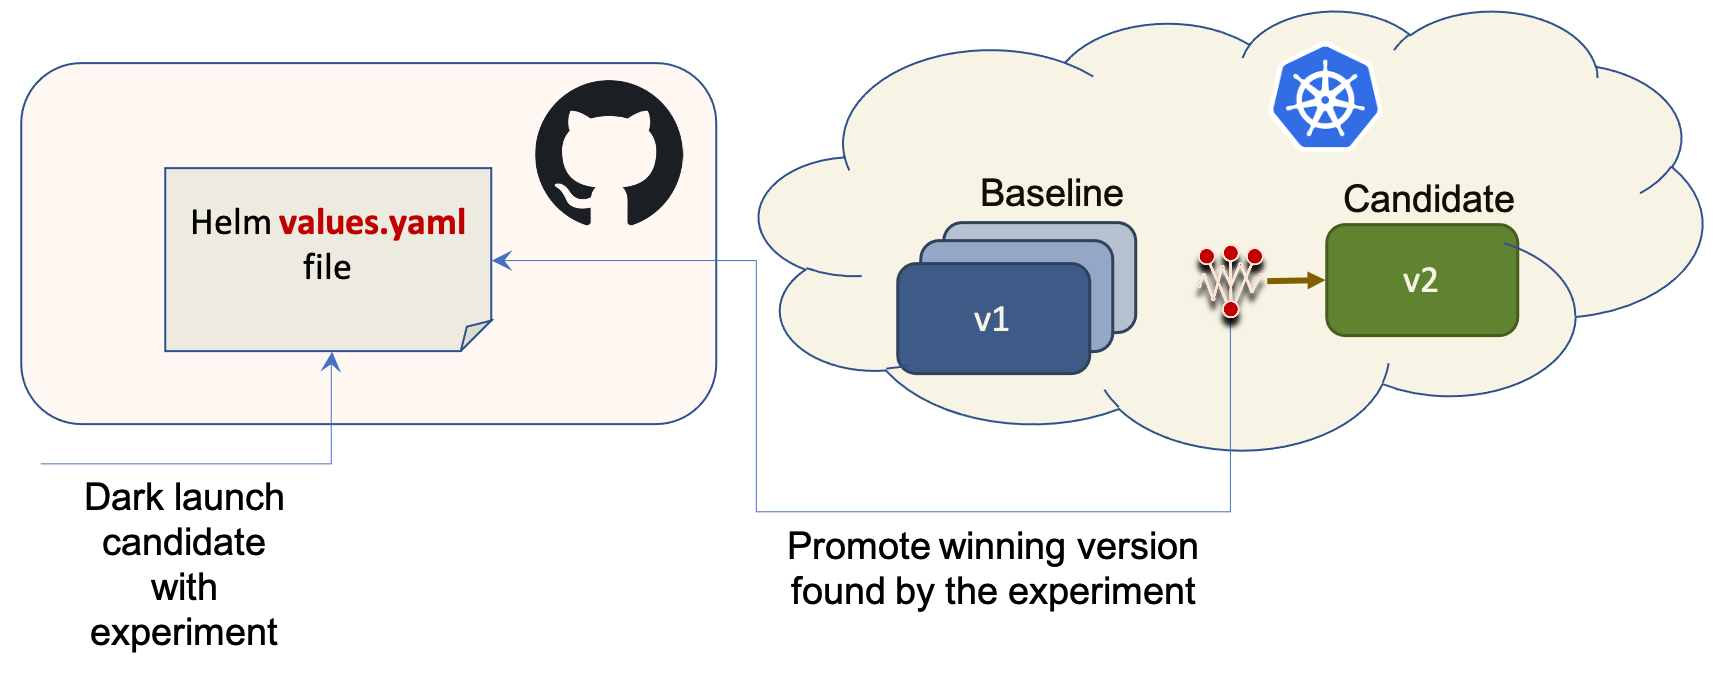 Helm values.yaml
file
Dark launch
candidate
with
experiment
Baseline
v1
Candidate
v2
Promote winning version
found by the experiment